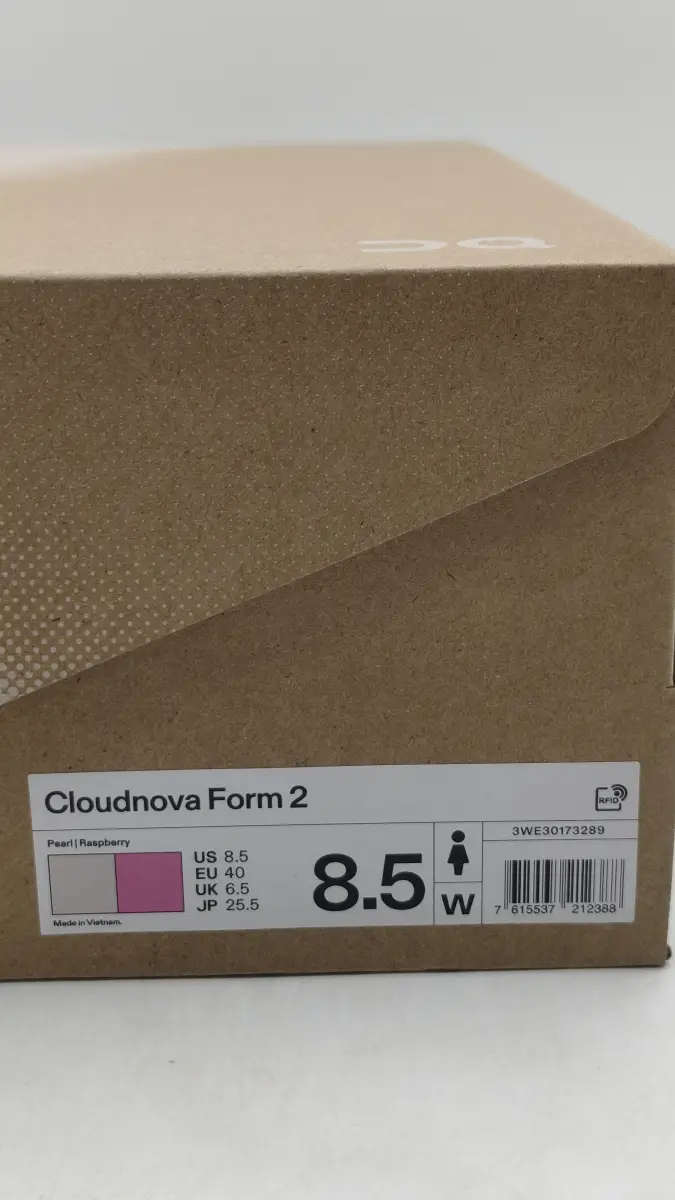 on
Cloudnova Form 2
RFID
Pearl | Raspberry
US 8.5
EU 40
UK 6.5
JP 25.5
Made in Vietnam.
8.5
W
3WE30173289
7 615537 212388